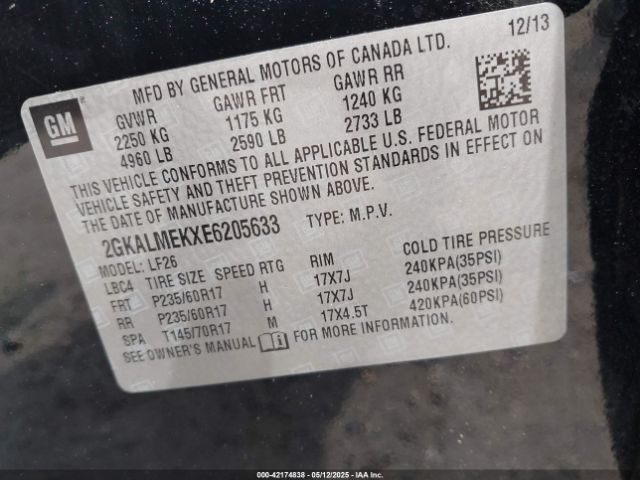 12/13
MFD BY GENERAL MOTORS OF CANADA LTD.
GM
GVWR GAWR FRT GAWR RR
2250 KG 1175 KG 1240 KG
4960 LB 2590 LB 2733 LB
THIS VEHICLE CONFORMS TO ALL APPLICABLE U.S. FEDERAL MOTOR
VEHICLE SAFETY AND THEFT PREVENTION STANDARDS IN EFFECT ON
THE DATE OF MANUFACTURE SHOWN ABOVE.
2GKALMEKXE6205633 TYPE: M.P.V.
MODEL: LF26
LBC4 TIRE SIZE SPEED RTG RIM COLD TIRE PRESSURE
FRT P235/60R17 H 17X7J 240KPA(35PSI)
RR P235/60R17 H 17X7J 240KPA(35PSI)
SPA T145/70R17 M 17X4.5T 420KPA(60PSI)
SEE OWNER'S MANUAL FOR MORE INFORMATION.
000-42174838 - 05/12/2025 - IAA, Inc.